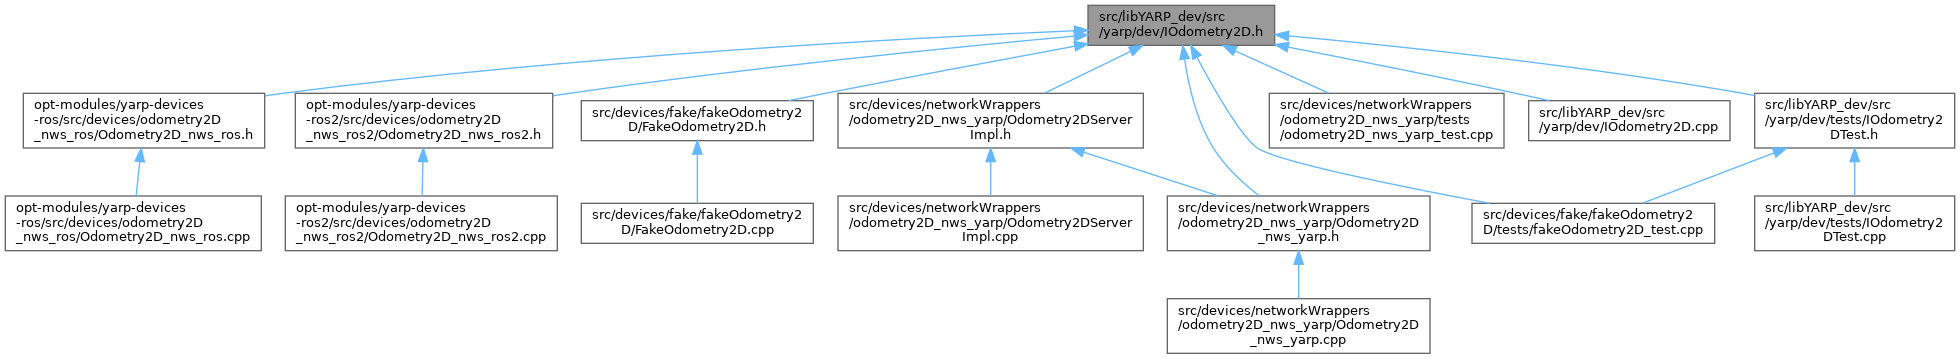 src/libYARP_dev/src
/yarp/dev/IOdometry2D.h
opt-modules/yarp-devices
-ros/src/devices/odometry2D
_nws_ros/Odometry2D_nws_ros.h
opt-modules/yarp-devices
-ros2/src/devices/odometry2D
_nws_ros2/Odometry2D_nws_ros2.h
src/devices/fake/fakeOdometry2
D/FakeOdometry2D.h
src/devices/networkWrappers
/odometry2D_nws_yarp/Odometry2DServer
Impl.h
src/devices/networkWrappers
/odometry2D_nws_yarp/tests
/odometry2D_nws_yarp_test.cpp
src/libYARP_dev/src
/yarp/dev/IOdometry2D.cpp
src/libYARP_dev/src
/yarp/dev/tests/IOdometry2
DTest.h
opt-modules/yarp-devices
-ros/src/devices/odometry2D
_nws_ros/Odometry2D_nws_ros.cpp
opt-modules/yarp-devices
-ros2/src/devices/odometry2D
_nws_ros2/Odometry2D_nws_ros2.cpp
src/devices/fake/fakeOdometry2
D/FakeOdometry2D.cpp
src/devices/networkWrappers
/odometry2D_nws_yarp/Odometry2DServer
Impl.cpp
src/devices/networkWrappers
/odometry2D_nws_yarp/Odometry2D
_nws_yarp.h
src/devices/fake/fakeOdometry2
D/tests/fakeOdometry2D_test.cpp
src/libYARP_dev/src
/yarp/dev/tests/IOdometry2
DTest.cpp
src/devices/networkWrappers
/odometry2D_nws_yarp/Odometry2D
_nws_yarp.cpp